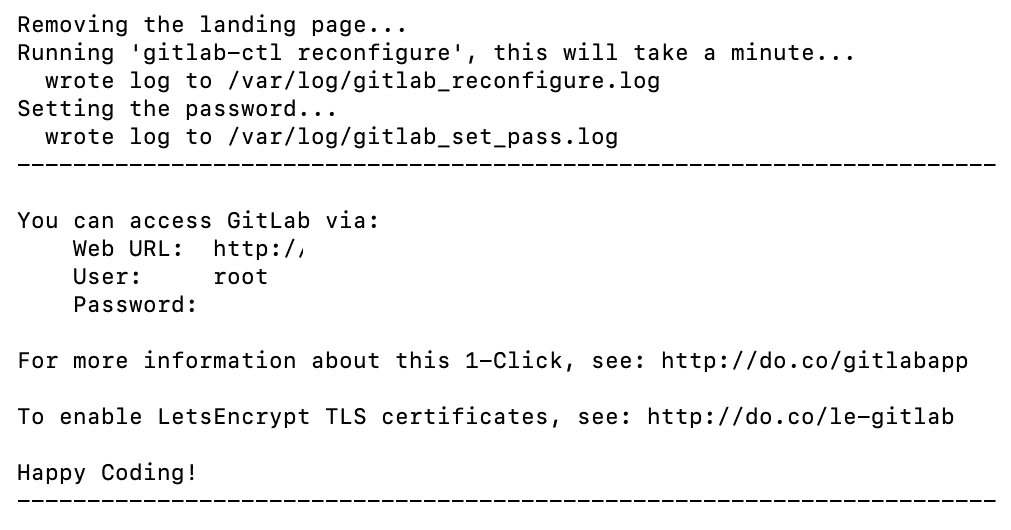 Removing the landing page...
Running 'gitlab-ctl reconfigure', this will take a minute...
  wrote log to /var/log/gitlab_reconfigure.log
Setting the password...
  wrote log to /var/log/gitlab_set_pass.log
----------------------------------------------------------------------
You can access GitLab via:
    Web URL:  http:/
    User:     root
    Password:
For more information about this 1-Click, see: http://do.co/gitlabapp
To enable LetsEncrypt TLS certificates, see: http://do.co/le-gitlab
Happy Coding!
----------------------------------------------------------------------